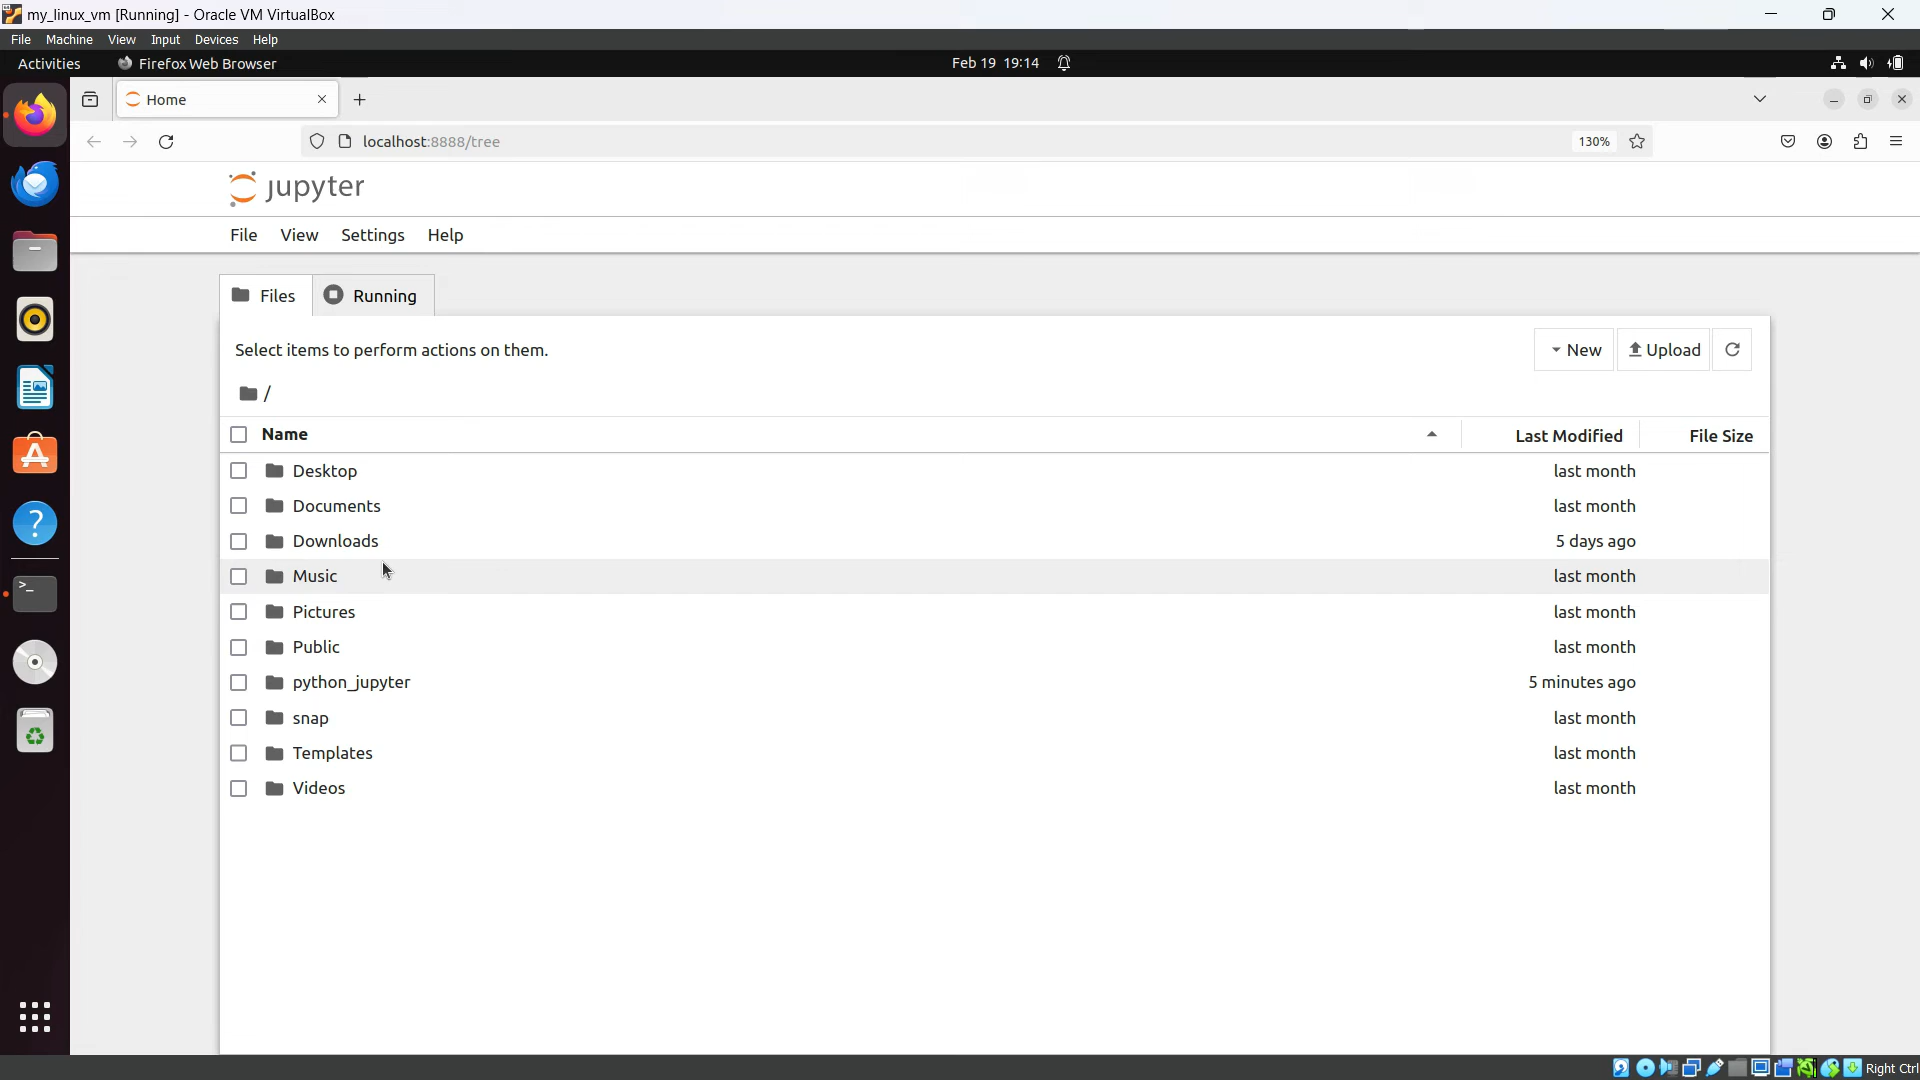 my_linux_vm [Running] - Oracle VM VirtualBox
File Machine View Input Devices Help
Activities Firefox Web Browser Feb 19 19:14
Home
localhost:8888/tree 130%
jupyter
File View Settings Help
Files Running
Select items to perform actions on them. New Upload
/
Name Last Modified File Size
Desktop last month
Documents last month
Downloads 5 days ago
Music last month
Pictures last month
Public last month
python_jupyter 5 minutes ago
snap last month
Templates last month
Videos last month
Right Ctrl